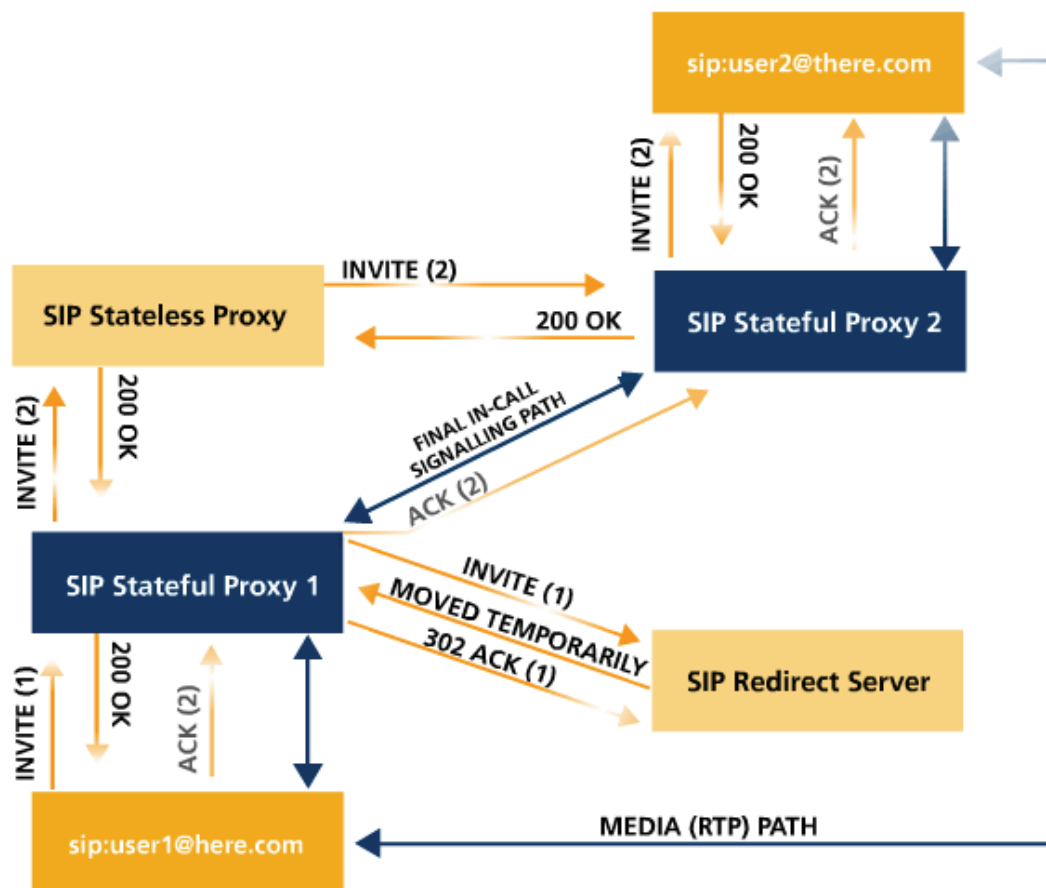 sip:user2@there.com
INVITE (2)
200 OK
ACK (2)
INVITE (2)
SIP Stateless Proxy
200 OK
SIP Stateful Proxy 2
INVITE (2)
200 OK
FINAL IN-CALL
SIGNALLING PATH
ACK (2)
SIP Stateful Proxy 1
INVITE (1)
MOVED TEMPORARILY
302 ACK (1)
SIP Redirect Server
INVITE (1)
200 OK
ACK (2)
sip:user1@here.com
MEDIA (RTP) PATH